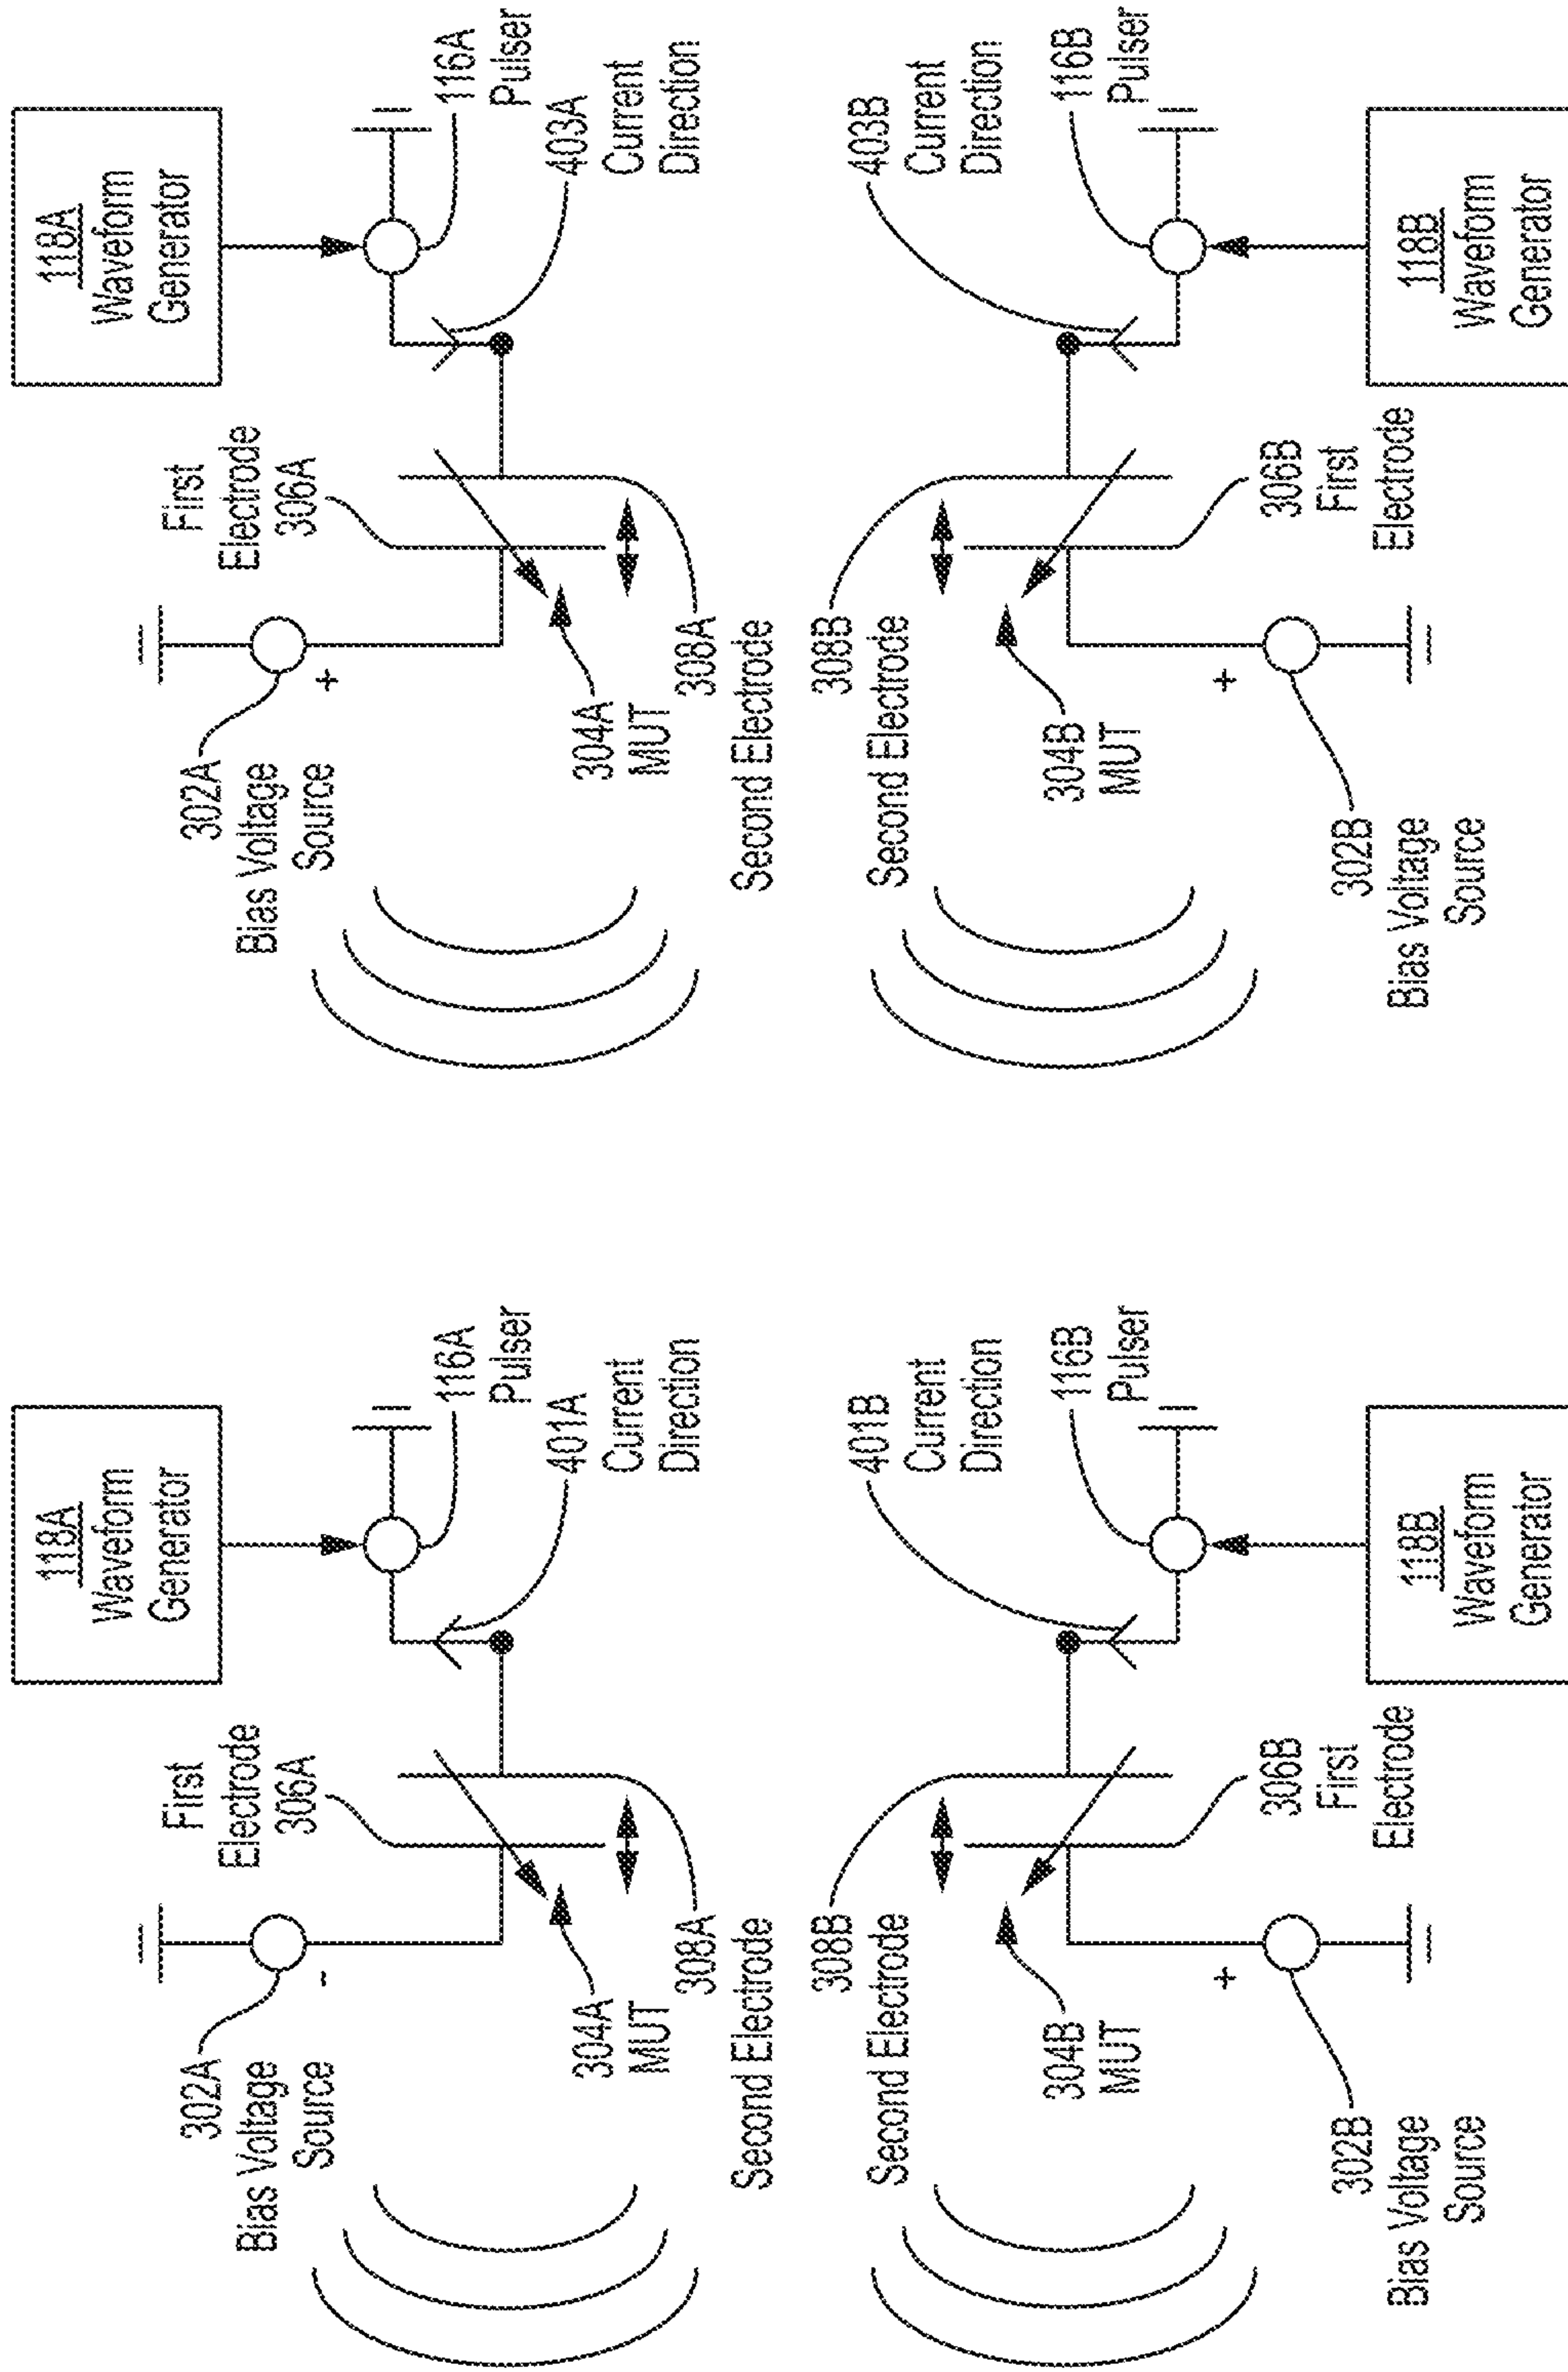 118A
Waveform
Generator
First
Electrode
306A
302A
Bias Voltage
Source
-
116A
Pulser
401A
Current
Direction
304A
MUT
308A
Second Electrode
308B
Second Electrode
401B
Current
Direction
304B
MUT
116B
Pulser
+
306B
First
Electrode
302B
Bias Voltage
Source
118B
Waveform
Generator
118A
Waveform
Generator
First
Electrode
306A
302A
Bias Voltage
Source
+
116A
Pulser
403A
Current
Direction
304A
MUT
308A
Second Electrode
308B
Second Electrode
403B
Current
Direction
304B
MUT
116B
Pulser
+
306B
First
Electrode
302B
Bias Voltage
Source
118B
Waveform
Generator